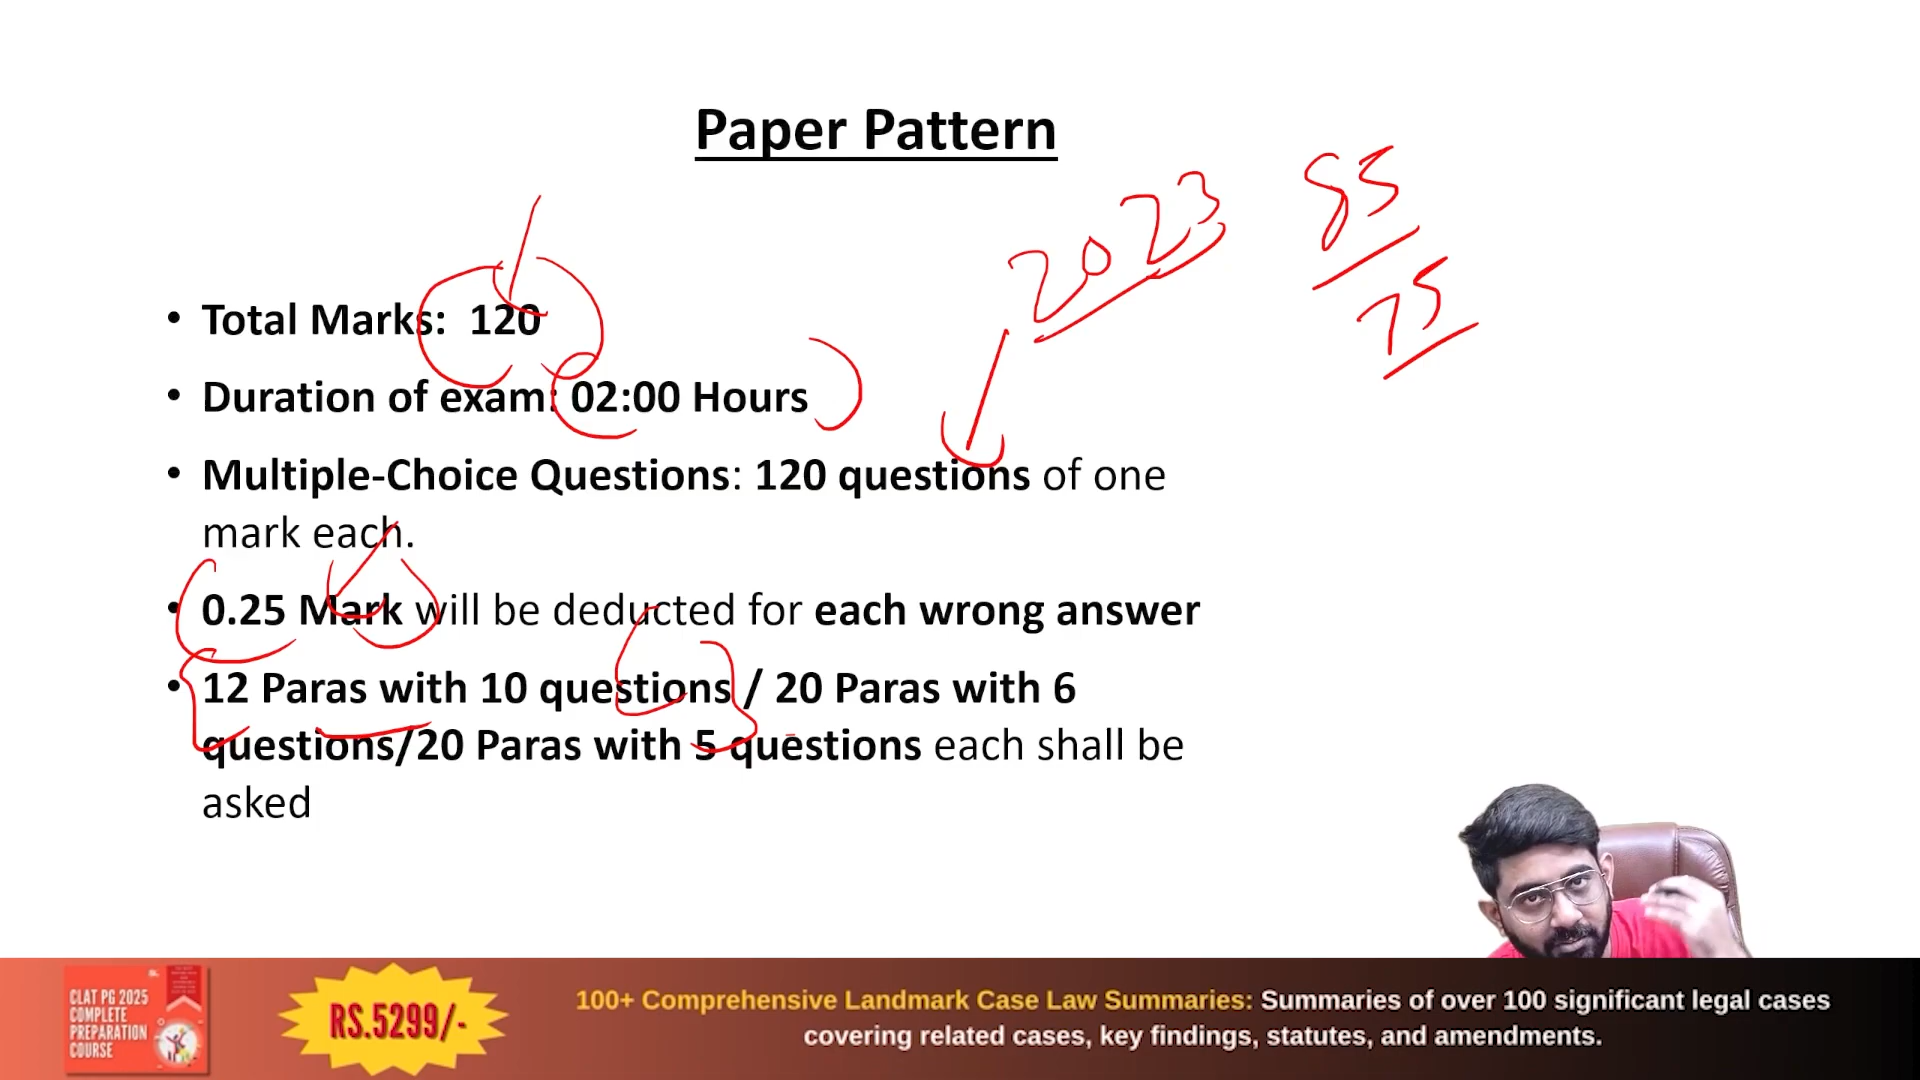 Paper Pattern
2023
85
75
• Total Marks: 120
• Duration of exam: 02:00 Hours
• Multiple-Choice Questions: 120 questions of one
mark each.
• 0.25 Mark will be deducted for each wrong answer
• 12 Paras with 10 questions / 20 Paras with 6
questions/20 Paras with 5 questions each shall be
asked
CLAT PG 2025
COMPLETE
PREPARATION
COURSE
RS.5299/-
100+ Comprehensive Landmark Case Law Summaries: Summaries of over 100 significant legal cases
covering related cases, key findings, statutes, and amendments.